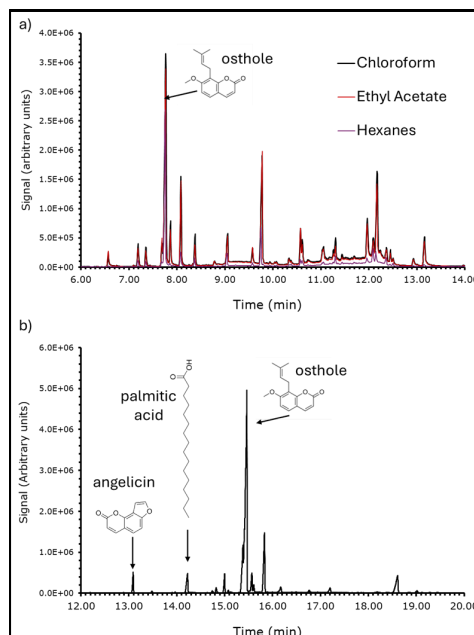 a)
4.0E+06
3.5E+06
3.0E+06
2.5E+06
2.0E+06
1.5E+06
1.0E+06
5.0E+05
0.0E+00
Signal (arbitrary units)
osthole
O
O
O
Chloroform
Ethyl Acetate
Hexanes
6.00 7.00 8.00 9.00 10.00 11.00 12.00 13.00 14.00
Time (min)
b)
6.0E+06
5.0E+06
4.0E+06
3.0E+06
2.0E+06
1.0E+06
0.0E+00
Signal (Arbitrary units)
OH
O
palmitic
acid
osthole
O
O
O
angelicin
O
O
O
12.00 13.00 14.00 15.00 16.00 17.00 18.00 19.00 20.00
Time (min)